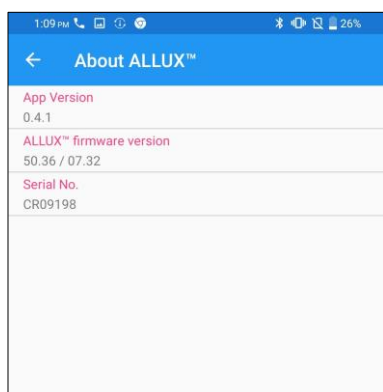 1:09 PM 26%
About ALLUX™
App Version
0.4.1
ALLUX™ firmware version
50.36 / 07.32
Serial No.
CR09198